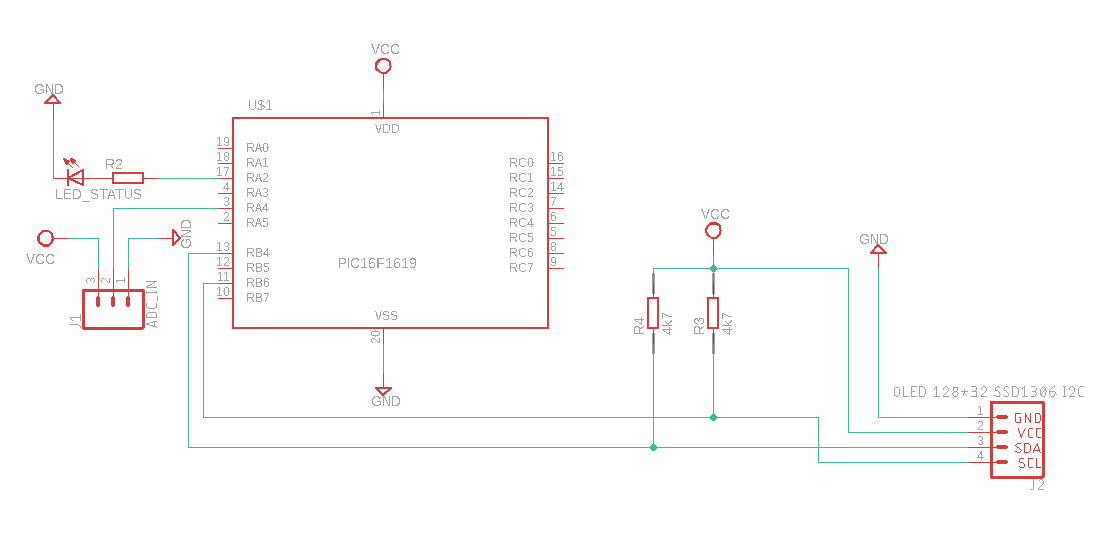 VCC
GND
U$1
1
VDD
19 RA0
18 RA1
17 RA2
4 RA3
3 RA4
2 RA5
13 RB4
12 RB5
11 RB6
10 RB7
RC0 16
RC1 15
RC2 14
RC3 7
RC4 6
RC5 5
RC6 8
RC7 9
PIC16F1619
VSS
20
GND
R2
LED_STATUS
VCC
GND
3 2 1
J1
ADC_IN
VCC
R4
4k7
R3
4k7
GND
OLED 128*32 SSD1306 I2C
1 GND
2 VCC
3 SDA
4 SCL
J2